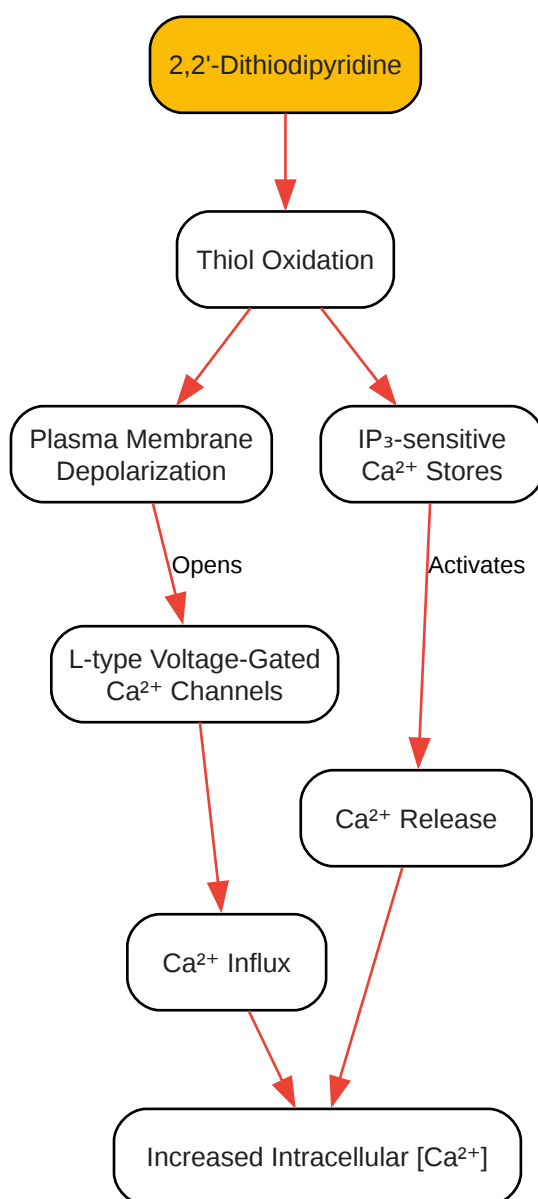 2,2'-Dithiodipyridine
Thiol Oxidation
Plasma Membrane
Depolarization
IP₃-sensitive
Ca²⁺ Stores
Opens
Activates
L-type Voltage-Gated
Ca²⁺ Channels
Ca²⁺ Release
Ca²⁺ Influx
Increased Intracellular [Ca²⁺]